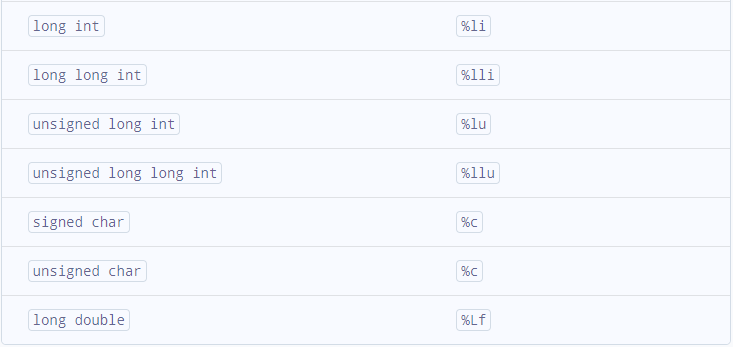 long int %li
long long int %lli
unsigned long int %lu
unsigned long long int %llu
signed char %c
unsigned char %c
long double %Lf